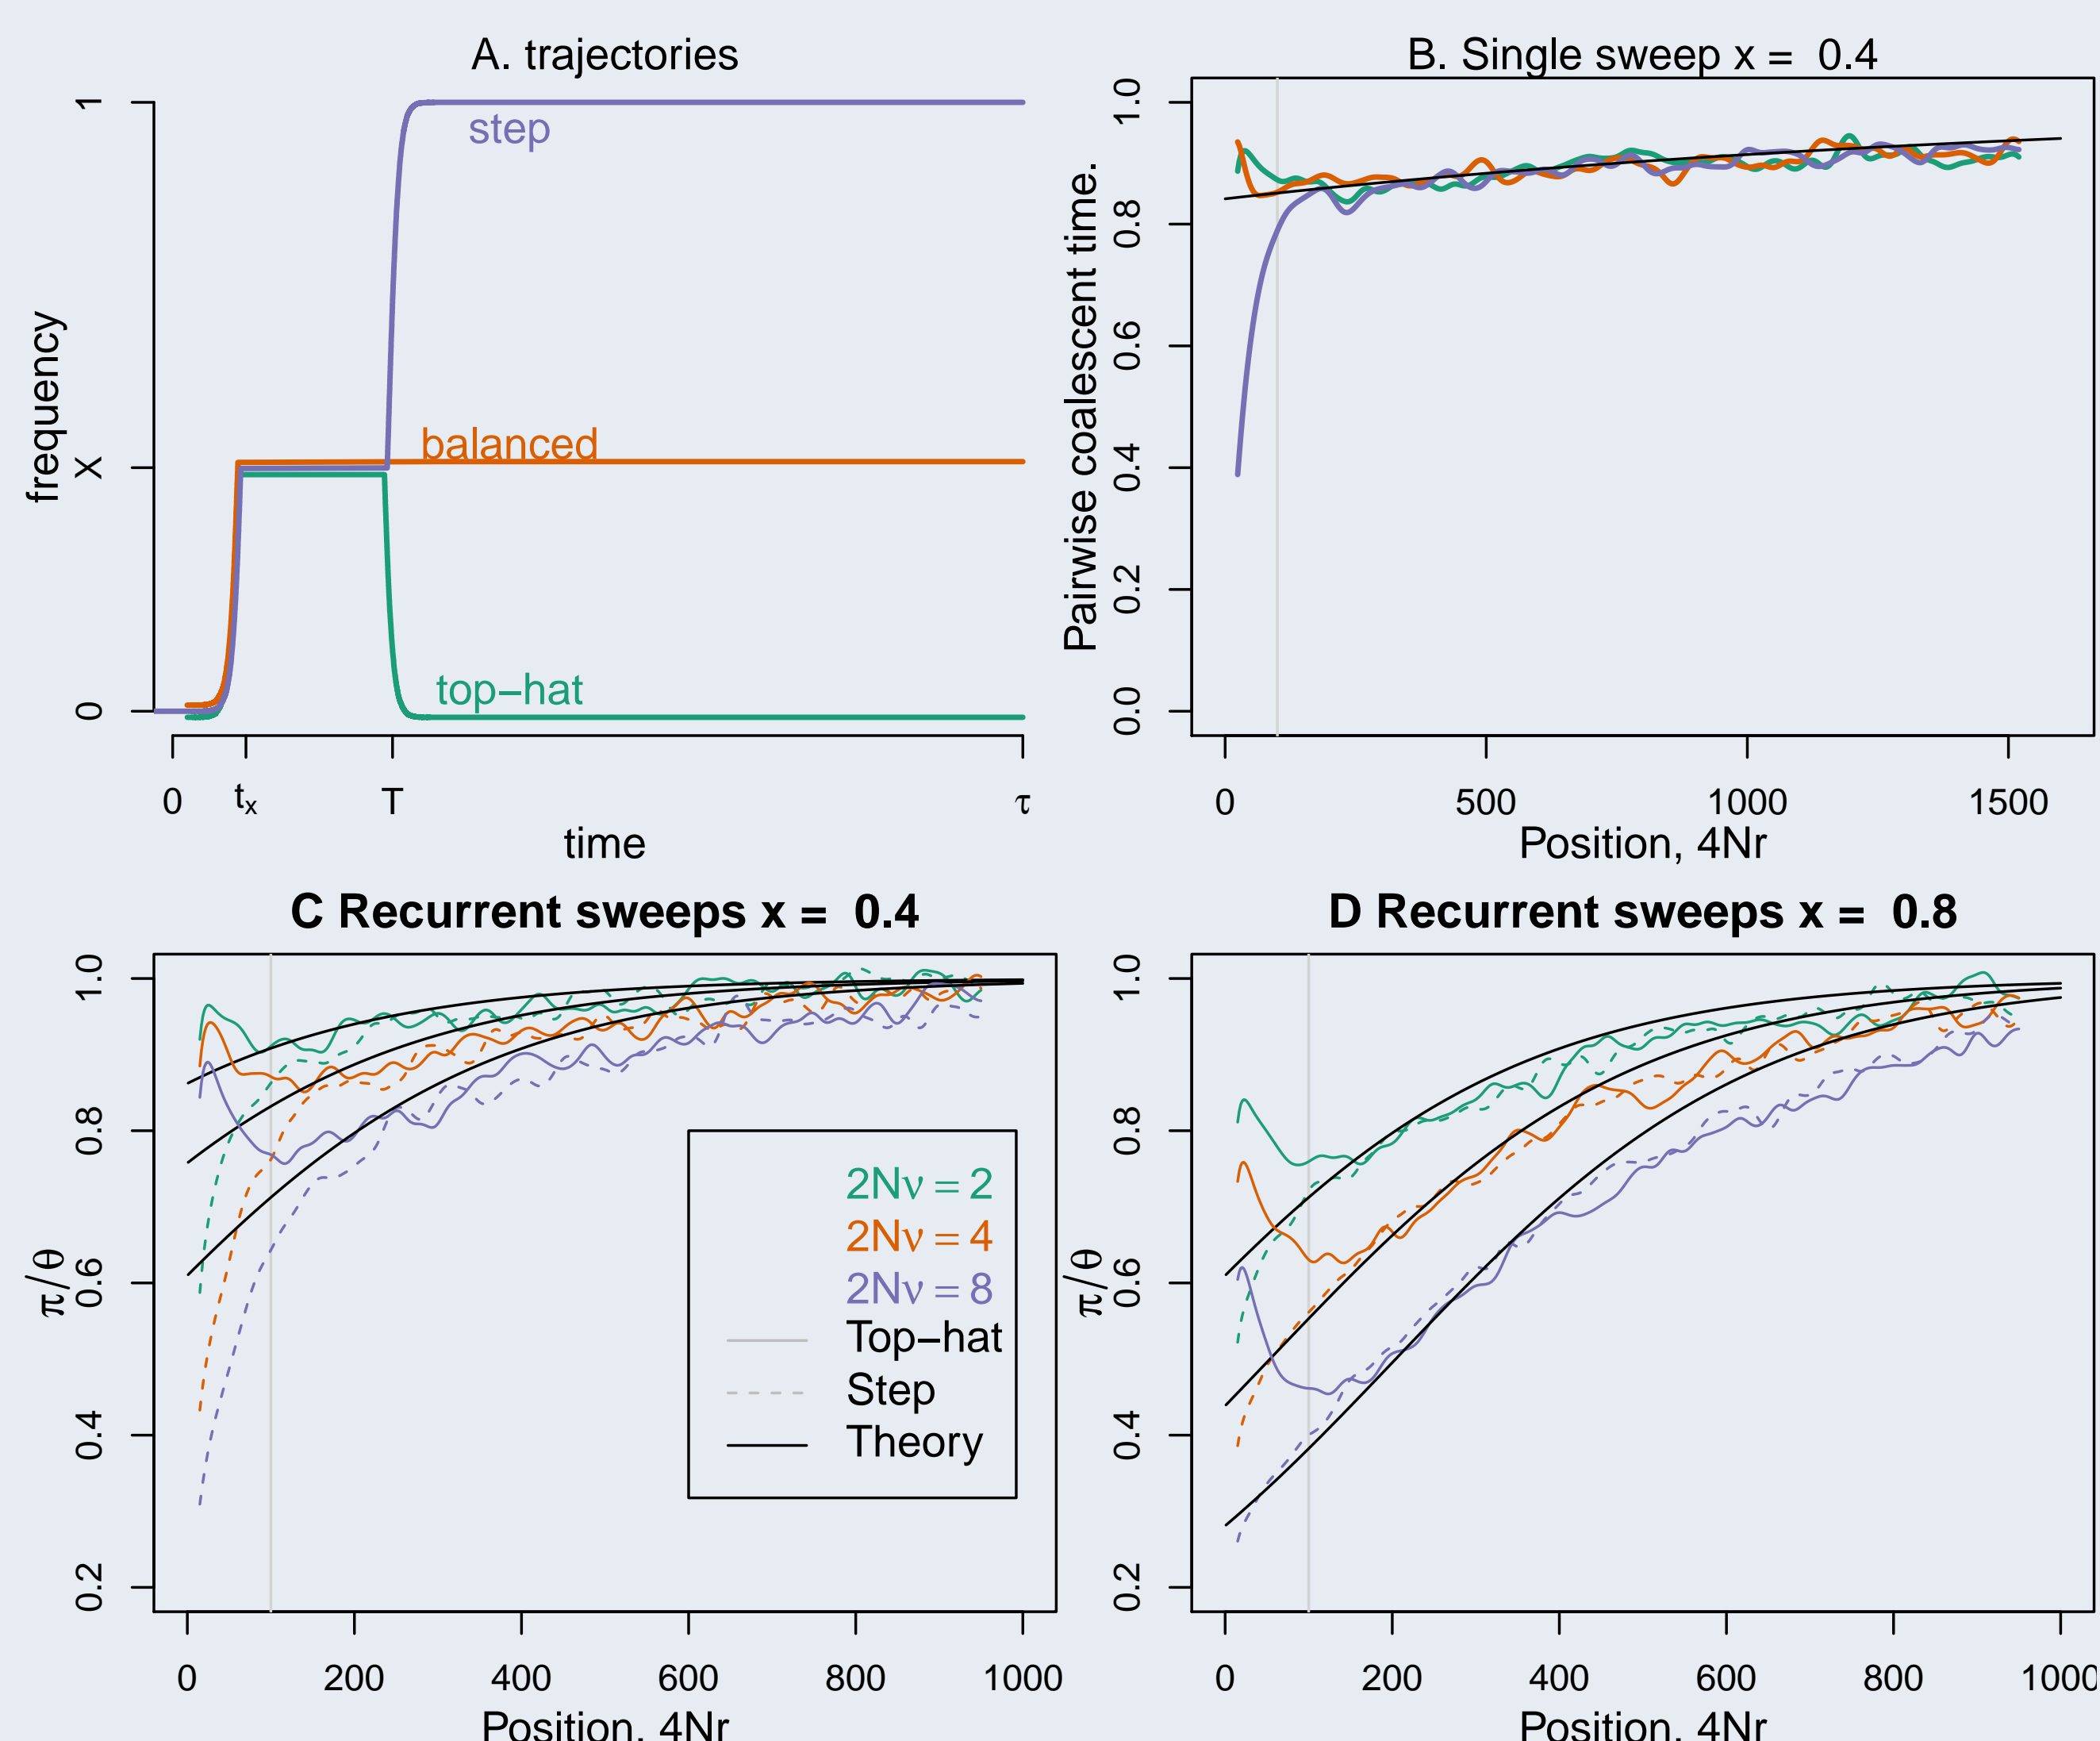 A. trajectories
frequency
1
X
0
step
balanced
top−hat
0
tx
T
τ
time
B. Single sweep x = 0.4
Pairwise coalescent time.
1.0
0.8
0.6
0.4
0.2
0.0
0
500
1000
1500
Position, 4Nr
C Recurrent sweeps x = 0.4
π/θ
1.0
0.8
0.6
0.4
0.2
2Nν = 2
2Nν = 4
2Nν = 8
Top−hat
Step
Theory
0
200
400
600
800
1000
Position, 4Nr
D Recurrent sweeps x = 0.8
π/θ
1.0
0.8
0.6
0.4
0.2
0
200
400
600
800
1000
Position, 4Nr